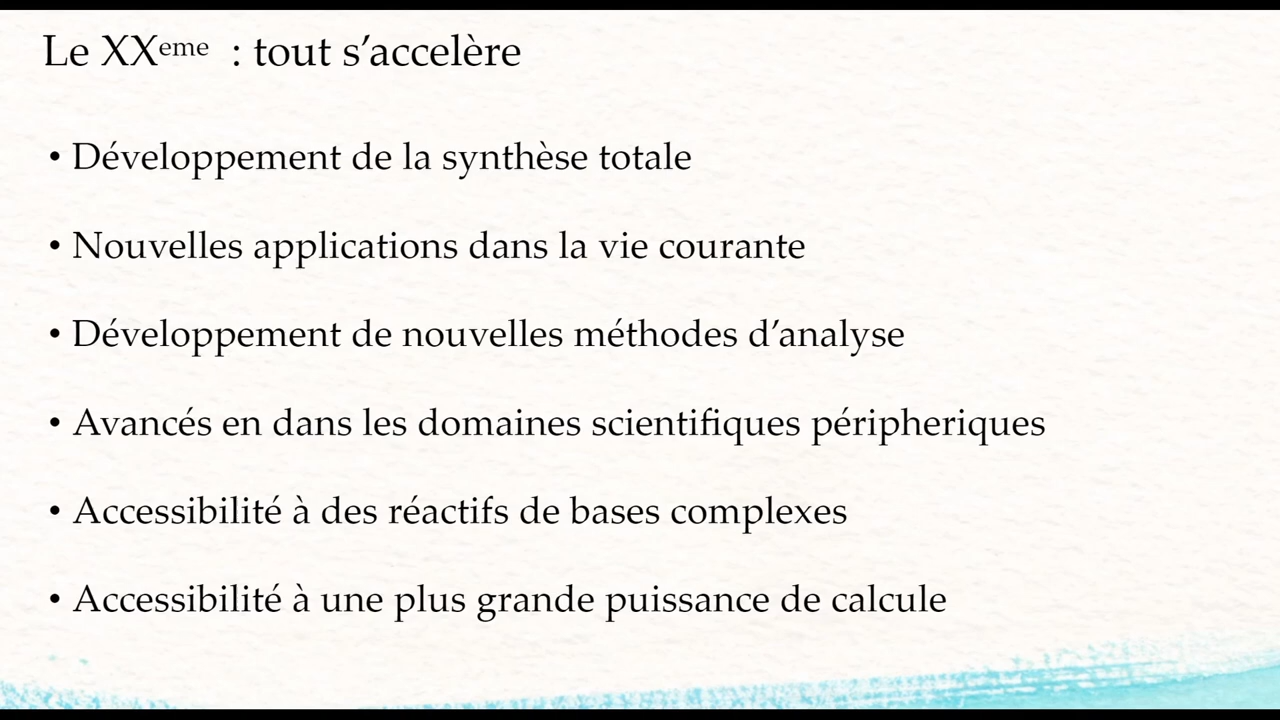 Le XXeme : tout s’accelère
• Développement de la synthèse totale
• Nouvelles applications dans la vie courante
• Développement de nouvelles méthodes d’analyse
• Avancés en dans les domaines scientifiques péripheriques
• Accessibilité à des réactifs de bases complexes
• Accessibilité à une plus grande puissance de calcule